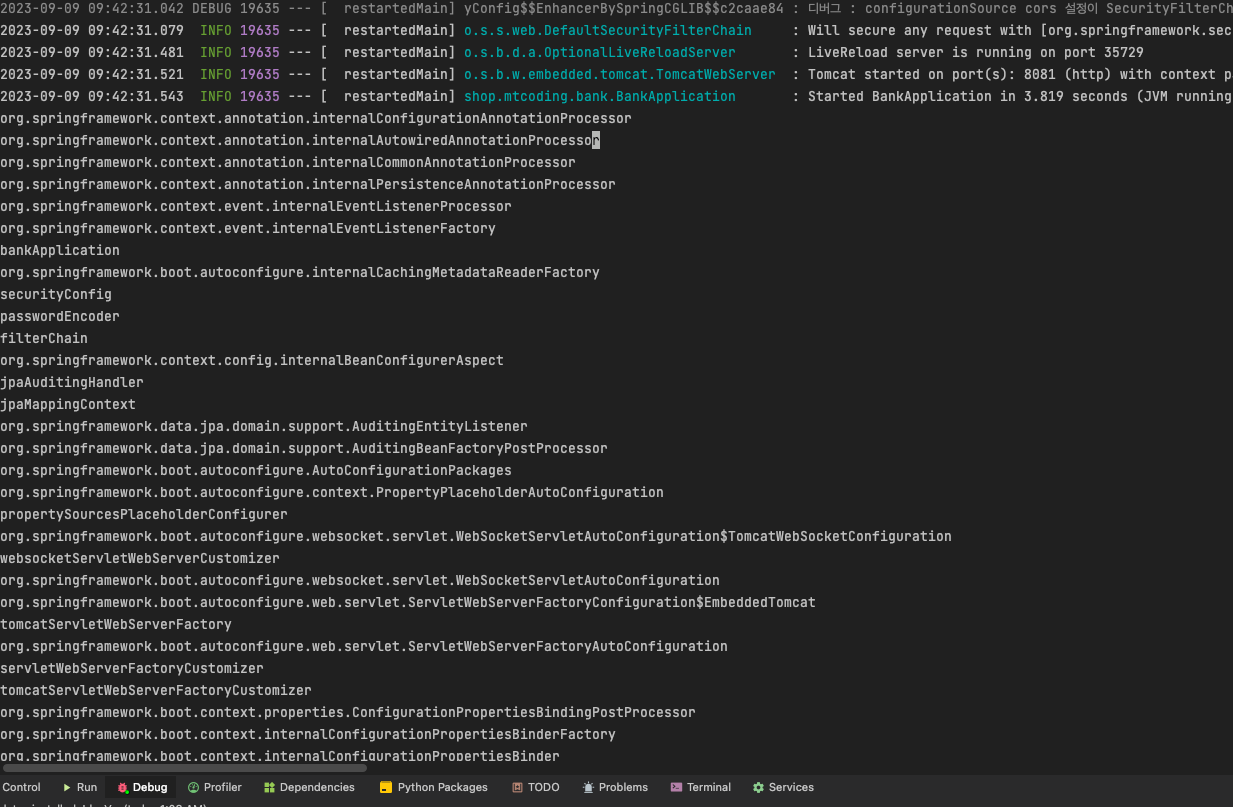 2023-09-09 09:42:31.042 DEBUG 19635 --- [  restartedMain] yConfig$$EnhancerBySpringCGLIB$$c2caae84 : 디버그 : configurationSource cors 설정이 SecurityFilterCh
2023-09-09 09:42:31.079  INFO 19635 --- [  restartedMain] o.s.s.web.DefaultSecurityFilterChain     : Will secure any request with [org.springframework.sec
2023-09-09 09:42:31.481  INFO 19635 --- [  restartedMain] o.s.b.d.a.OptionalLiveReloadServer       : LiveReload server is running on port 35729
2023-09-09 09:42:31.521  INFO 19635 --- [  restartedMain] o.s.b.w.embedded.tomcat.TomcatWebServer  : Tomcat started on port(s): 8081 (http) with context p
2023-09-09 09:42:31.543  INFO 19635 --- [  restartedMain] shop.mtcoding.bank.BankApplication       : Started BankApplication in 3.819 seconds (JVM running
org.springframework.context.annotation.internalConfigurationAnnotationProcessor
org.springframework.context.annotation.internalAutowiredAnnotationProcessor
org.springframework.context.annotation.internalCommonAnnotationProcessor
org.springframework.context.annotation.internalPersistenceAnnotationProcessor
org.springframework.context.event.internalEventListenerProcessor
org.springframework.context.event.internalEventListenerFactory
bankApplication
org.springframework.boot.autoconfigure.internalCachingMetadataReaderFactory
securityConfig
passwordEncoder
filterChain
org.springframework.context.config.internalBeanConfigurerAspect
jpaAuditingHandler
jpaMappingContext
org.springframework.data.jpa.domain.support.AuditingEntityListener
org.springframework.data.jpa.domain.support.AuditingBeanFactoryPostProcessor
org.springframework.boot.autoconfigure.AutoConfigurationPackages
org.springframework.boot.autoconfigure.context.PropertyPlaceholderAutoConfiguration
propertySourcesPlaceholderConfigurer
org.springframework.boot.autoconfigure.websocket.servlet.WebSocketServletAutoConfiguration$TomcatWebSocketConfiguration
websocketServletWebServerCustomizer
org.springframework.boot.autoconfigure.websocket.servlet.WebSocketServletAutoConfiguration
org.springframework.boot.autoconfigure.web.servlet.ServletWebServerFactoryConfiguration$EmbeddedTomcat
tomcatServletWebServerFactory
org.springframework.boot.autoconfigure.web.servlet.ServletWebServerFactoryAutoConfiguration
servletWebServerFactoryCustomizer
tomcatServletWebServerFactoryCustomizer
org.springframework.boot.context.properties.ConfigurationPropertiesBindingPostProcessor
org.springframework.boot.context.internalConfigurationPropertiesBinderFactory
org.springframework.boot.context.internalConfigurationPropertiesBinder
Control Run Debug Profiler Dependencies Python Packages TODO Problems Terminal Services